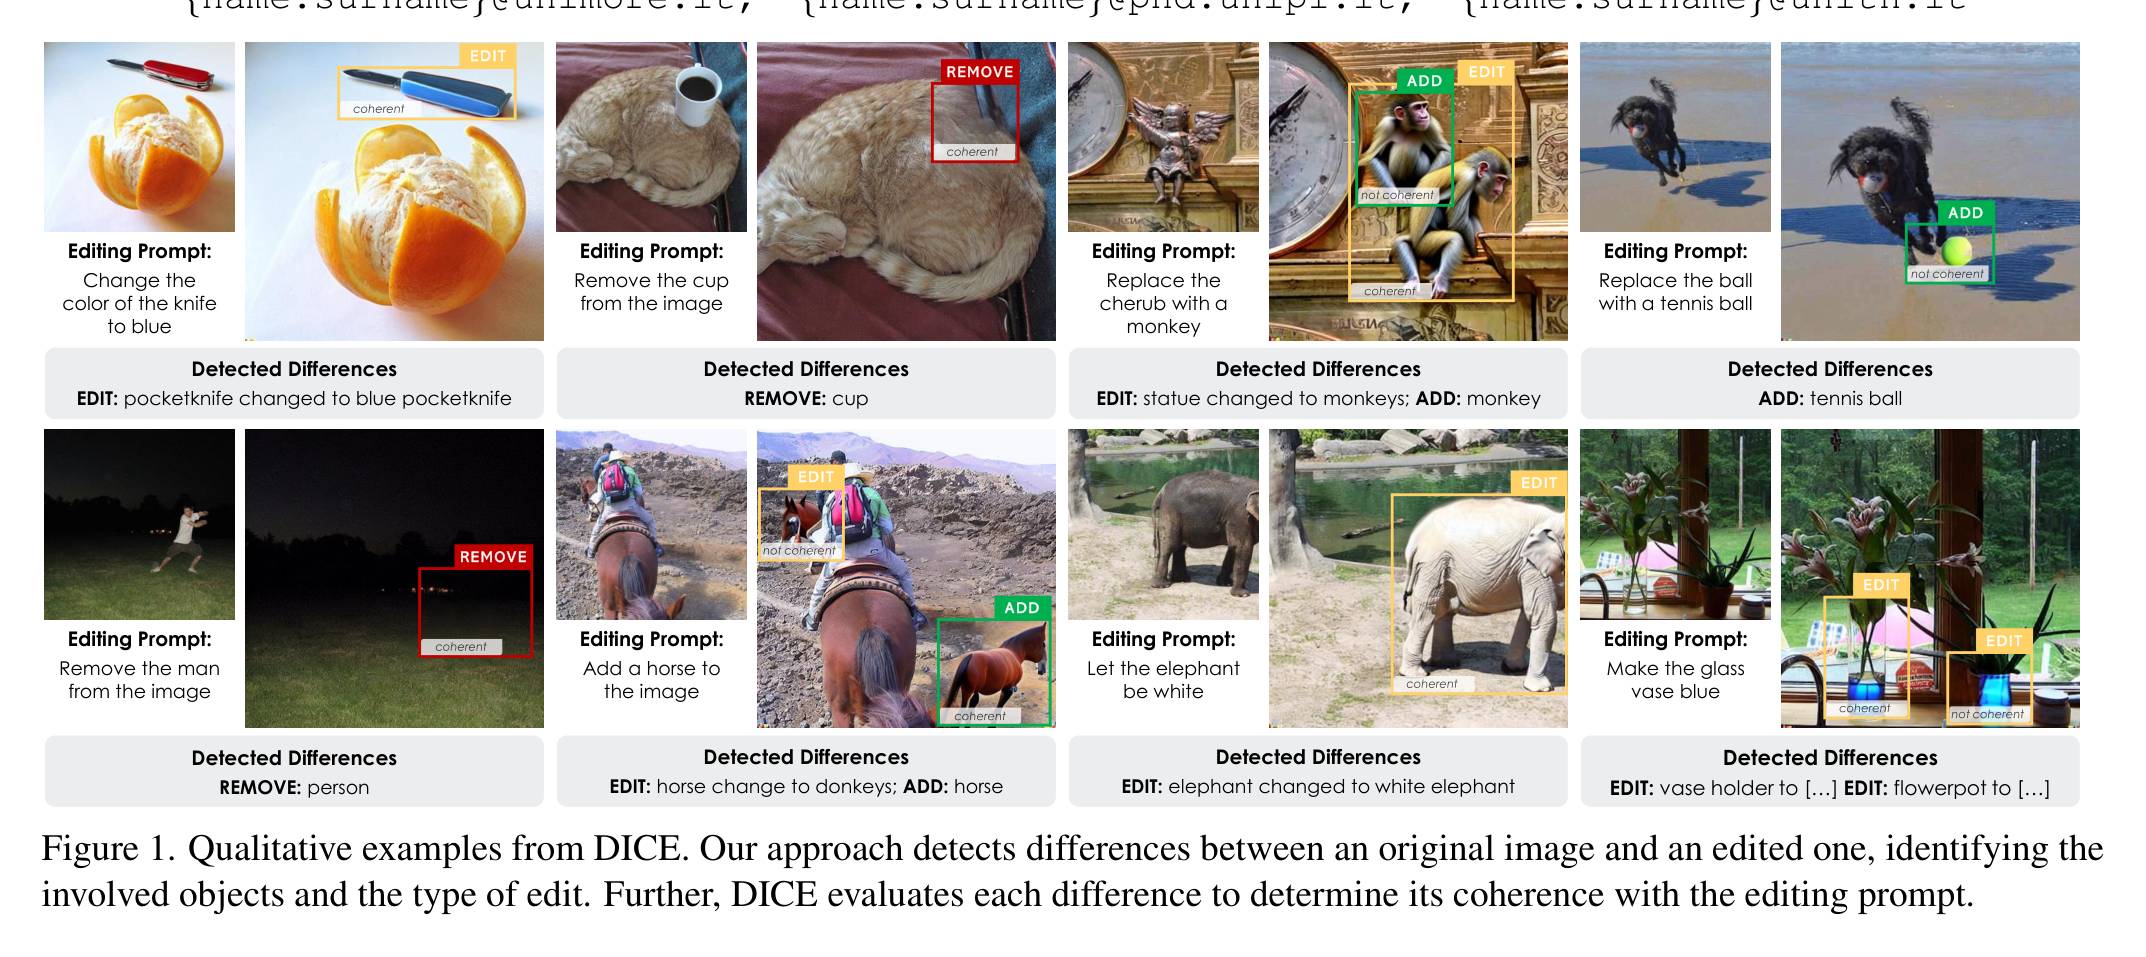 {name.surname}@unimore.it, {name.surname}@phd.unipi.it, {name.surname}@unitn.it
EDIT
coherent
Editing Prompt:
Change the
color of the knife
to blue
Detected Differences
EDIT: pocketknife changed to blue pocketknife
REMOVE
coherent
Editing Prompt:
Remove the cup
from the image
Detected Differences
REMOVE: cup
ADD
EDIT
not coherent
coherent
Editing Prompt:
Replace the
cherub with a
monkey
Detected Differences
EDIT: statue changed to monkeys; ADD: monkey
ADD
not coherent
Editing Prompt:
Replace the ball
with a tennis ball
Detected Differences
ADD: tennis ball
REMOVE
coherent
Editing Prompt:
Remove the man
from the image
Detected Differences
REMOVE: person
EDIT
not coherent
ADD
coherent
Editing Prompt:
Add a horse to
the image
Detected Differences
EDIT: horse change to donkeys; ADD: horse
EDIT
coherent
Editing Prompt:
Let the elephant
be white
Detected Differences
EDIT: elephant changed to white elephant
EDIT
coherent
EDIT
not coherent
Editing Prompt:
Make the glass
vase blue
Detected Differences
EDIT: vase holder to [...] EDIT: flowerpot to [...]
Figure 1. Qualitative examples from DICE. Our approach detects differences between an original image and an edited one, identifying the
involved objects and the type of edit. Further, DICE evaluates each difference to determine its coherence with the editing prompt.